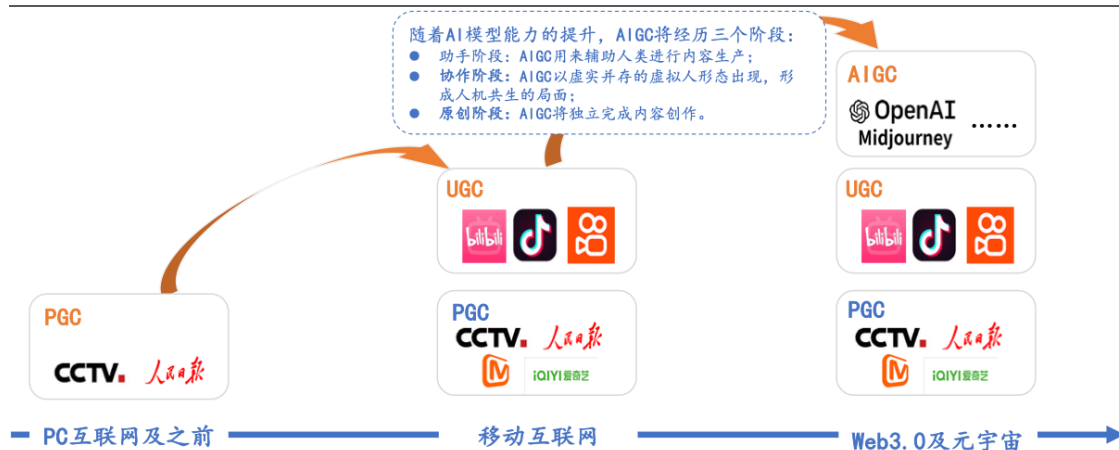 随着AI模型能力的提升，AIGC将经历三个阶段：
● 助手阶段：AIGC用来辅助人类进行内容生产；
● 协作阶段：AIGC以虚实并存的虚拟人形态出现，形
成人机共生的局面；
● 原创阶段：AIGC将独立完成内容创作。
AIGC
OpenAI
Midjourney ······
UGC
bilibili
UGC
bilibili
PGC
CCTV. 人民日报
PGC
CCTV. 人民日报
iQIYI爱奇艺
PGC
CCTV. 人民日报
iQIYI爱奇艺
PC互联网及之前
移动互联网
Web3.0及元宇宙